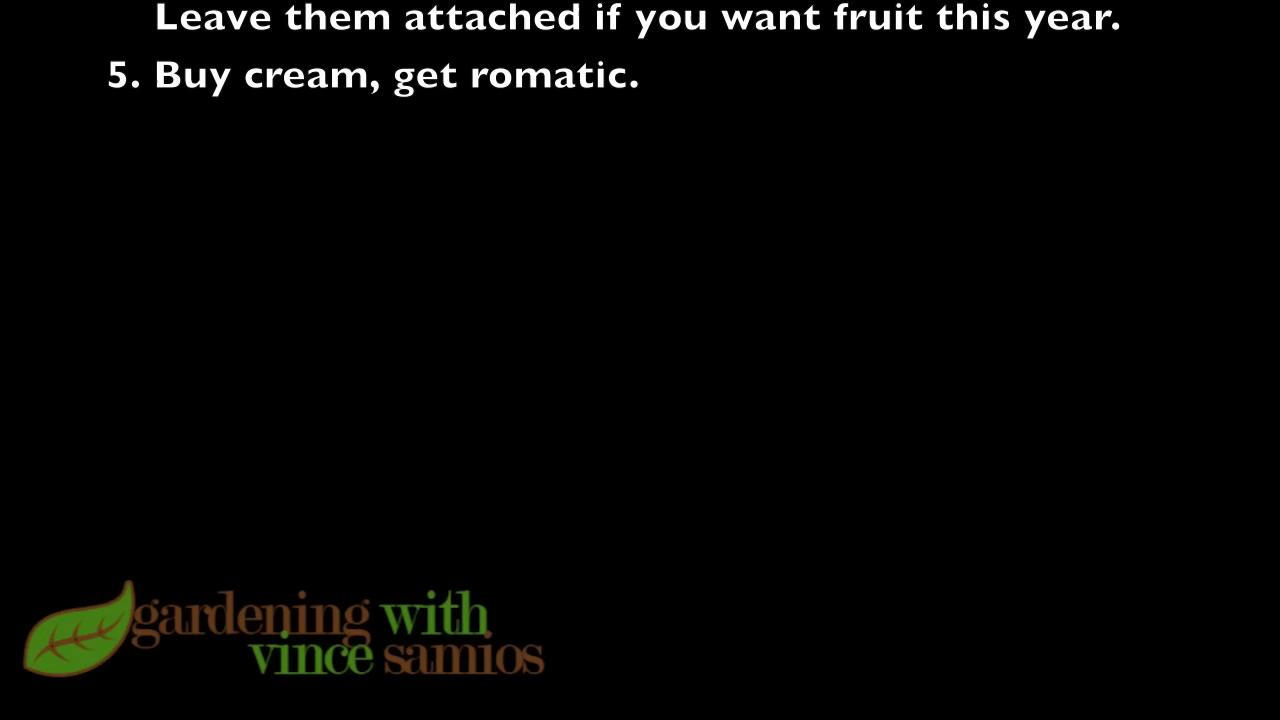 Leave them attached if you want fruit this year.
5. Buy cream, get romatic.
gardening with
vince samios